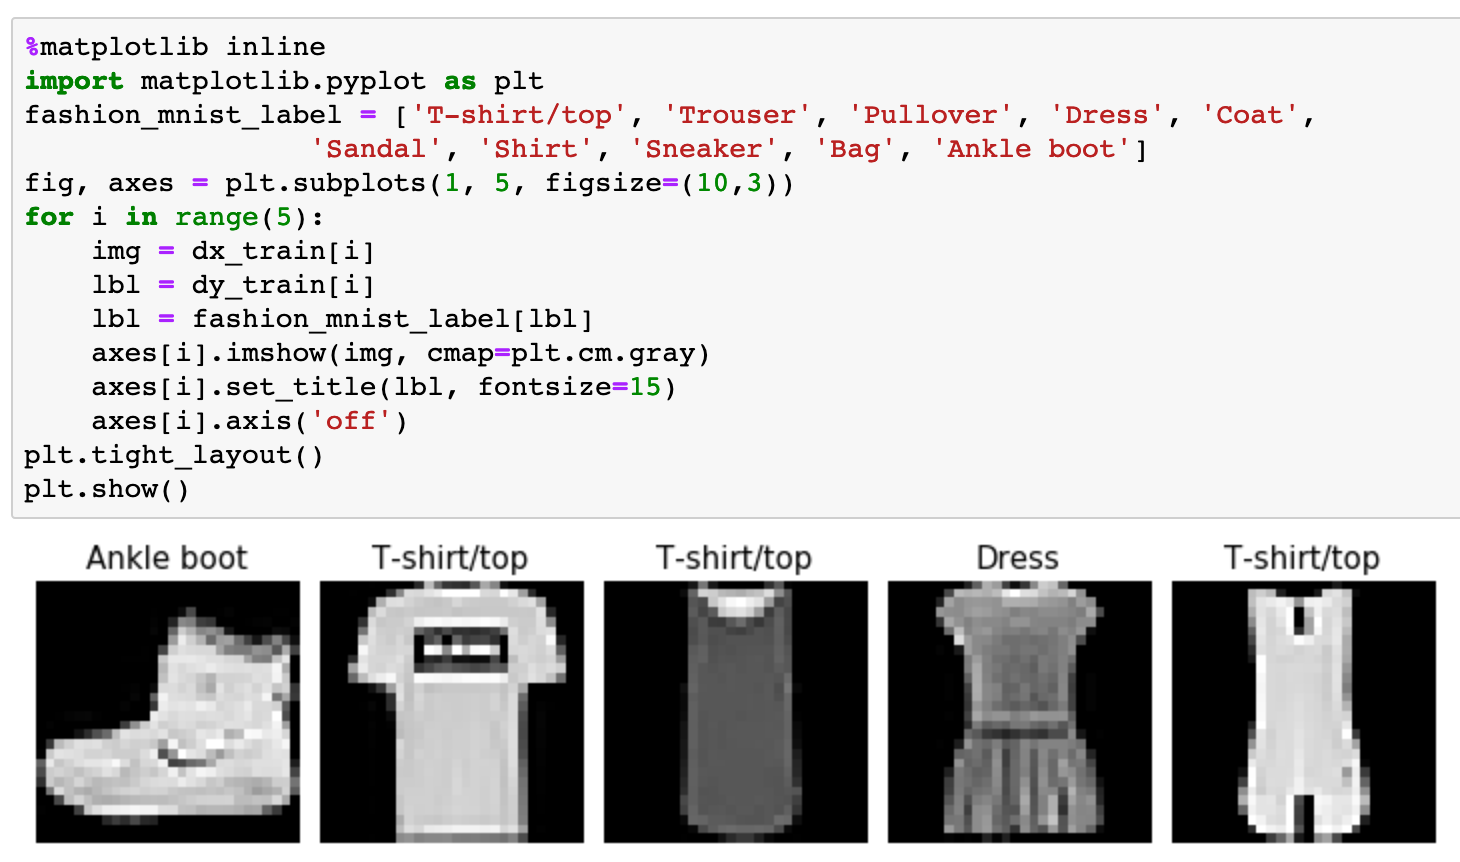 %matplotlib inline
import matplotlib.pyplot as plt
fashion_mnist_label = ['T-shirt/top', 'Trouser', 'Pullover', 'Dress', 'Coat',
                 'Sandal', 'Shirt', 'Sneaker', 'Bag', 'Ankle boot']
fig, axes = plt.subplots(1, 5, figsize=(10,3))
for i in range(5):
    img = dx_train[i]
    lbl = dy_train[i]
    lbl = fashion_mnist_label[lbl]
    axes[i].imshow(img, cmap=plt.cm.gray)
    axes[i].set_title(lbl, fontsize=15)
    axes[i].axis('off')
plt.tight_layout()
plt.show()
Ankle boot T-shirt/top T-shirt/top Dress T-shirt/top